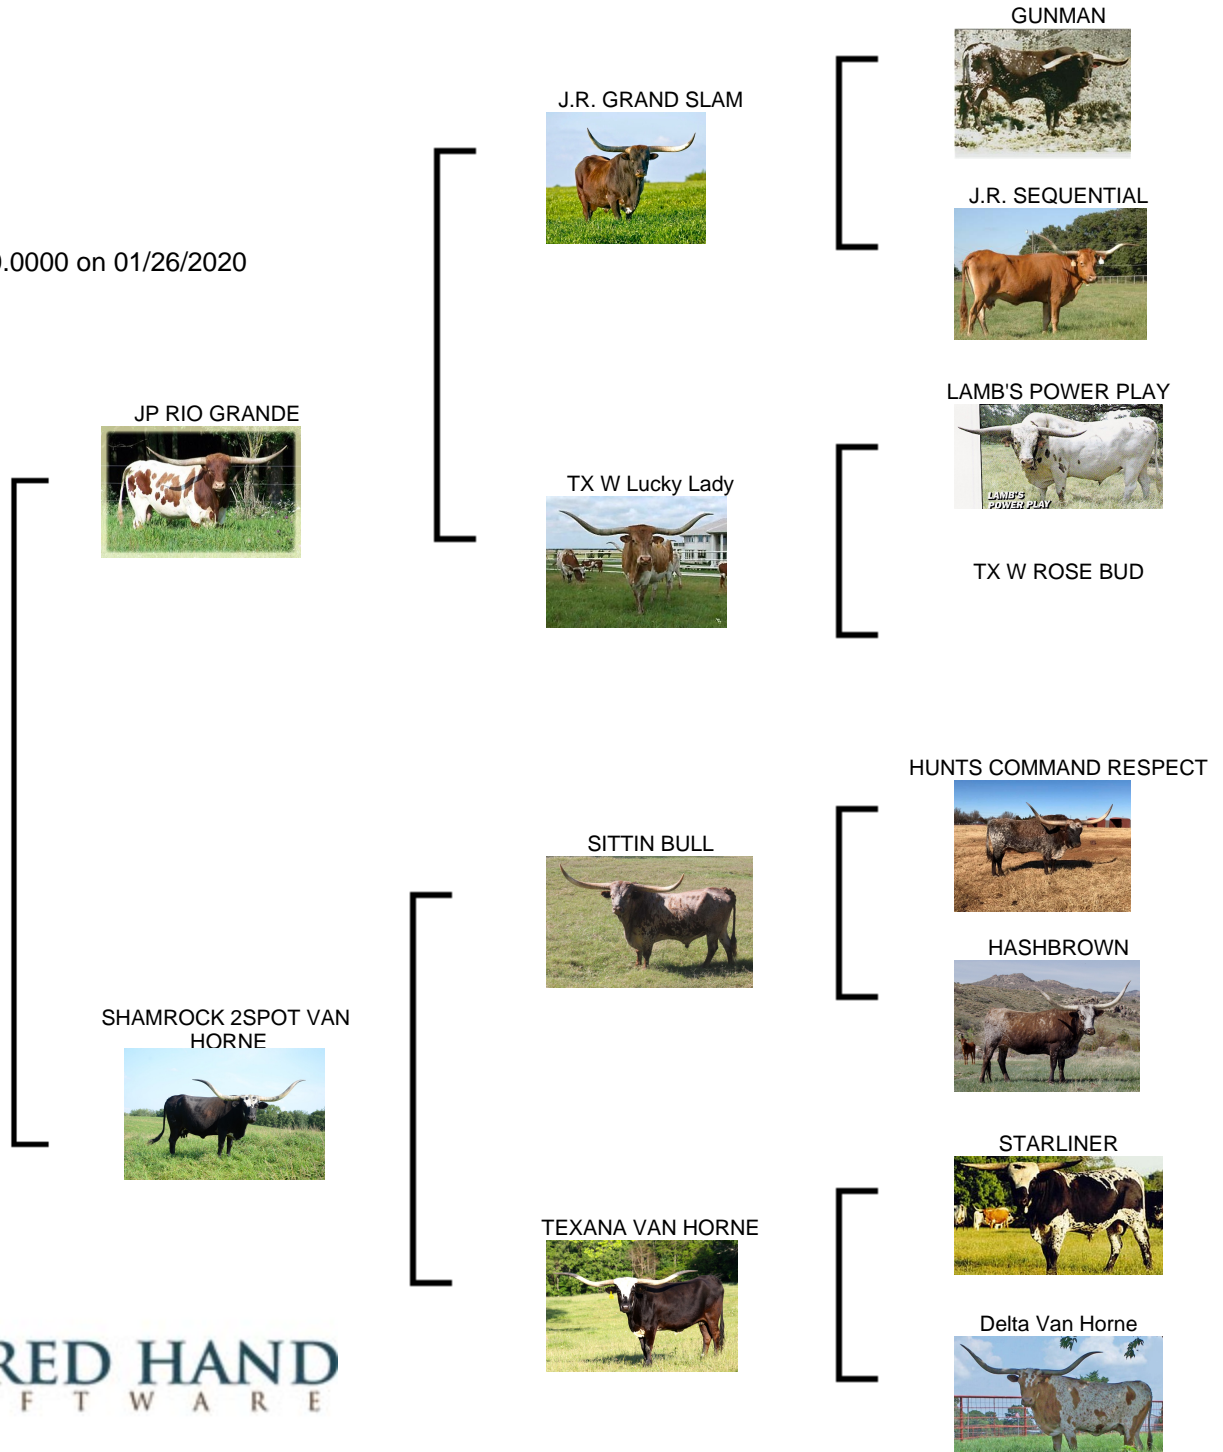 GUNMAN
J.R. GRAND SLAM
J.R. SEQUENTIAL
.0000 on 01/26/2020
LAMB'S POWER PLAY
JP RIO GRANDE
LAMB'S
POWER PLAY
TX W Lucky Lady
TX W ROSE BUD
HUNTS COMMAND RESPECT
SITTIN BULL
HASHBROWN
SHAMROCK 2SPOT VAN
HORNE
STARLINER
TEXANA VAN HORNE
Delta Van Horne
RED HAND
F T W A R E